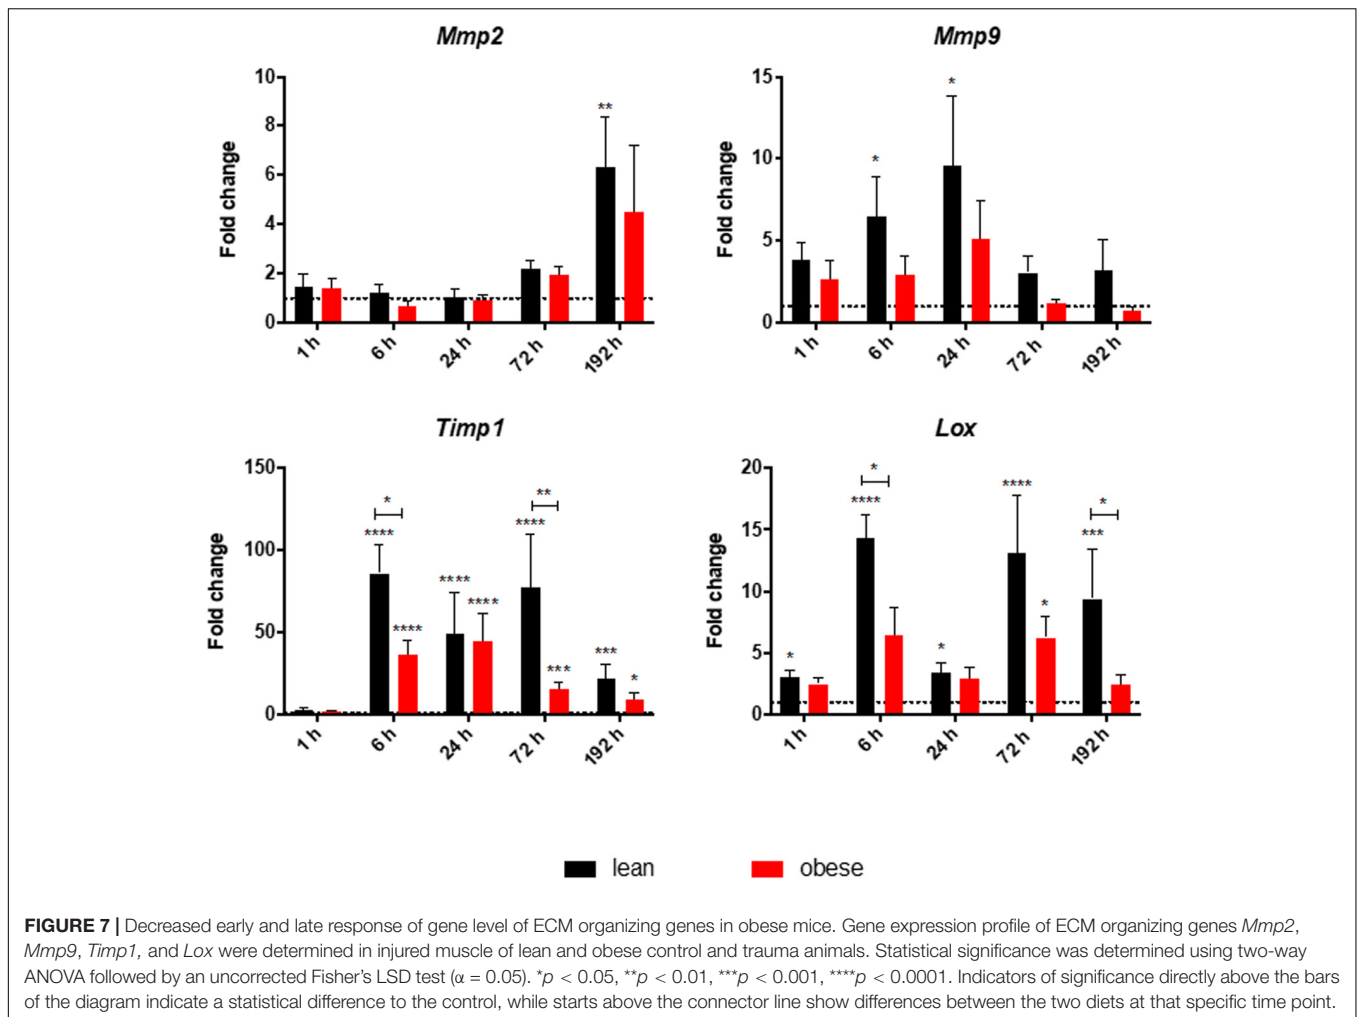 Mmp2
Fold change
10
8
6
4
2
0
**
1 h
6 h
24 h
72 h
192 h
Mmp9
Fold change
15
10
5
0
*
*
1 h
6 h
24 h
72 h
192 h
Timp1
Fold change
150
100
50
0
*
**
****
****
****
****
****
***
***
*
1 h
6 h
24 h
72 h
192 h
Lox
Fold change
20
15
10
5
0
*
*
****
****
***
*
*
*
1 h
6 h
24 h
72 h
192 h
lean
obese
FIGURE 7 | Decreased early and late response of gene level of ECM organizing genes in obese mice. Gene expression profile of ECM organizing genes Mmp2,
Mmp9, Timp1, and Lox were determined in injured muscle of lean and obese control and trauma animals. Statistical significance was determined using two-way
ANOVA followed by an uncorrected Fisher's LSD test (α = 0.05). *p < 0.05, **p < 0.01, ***p < 0.001, ****p < 0.0001. Indicators of significance directly above the bars
of the diagram indicate a statistical difference to the control, while starts above the connector line show differences between the two diets at that specific time point.